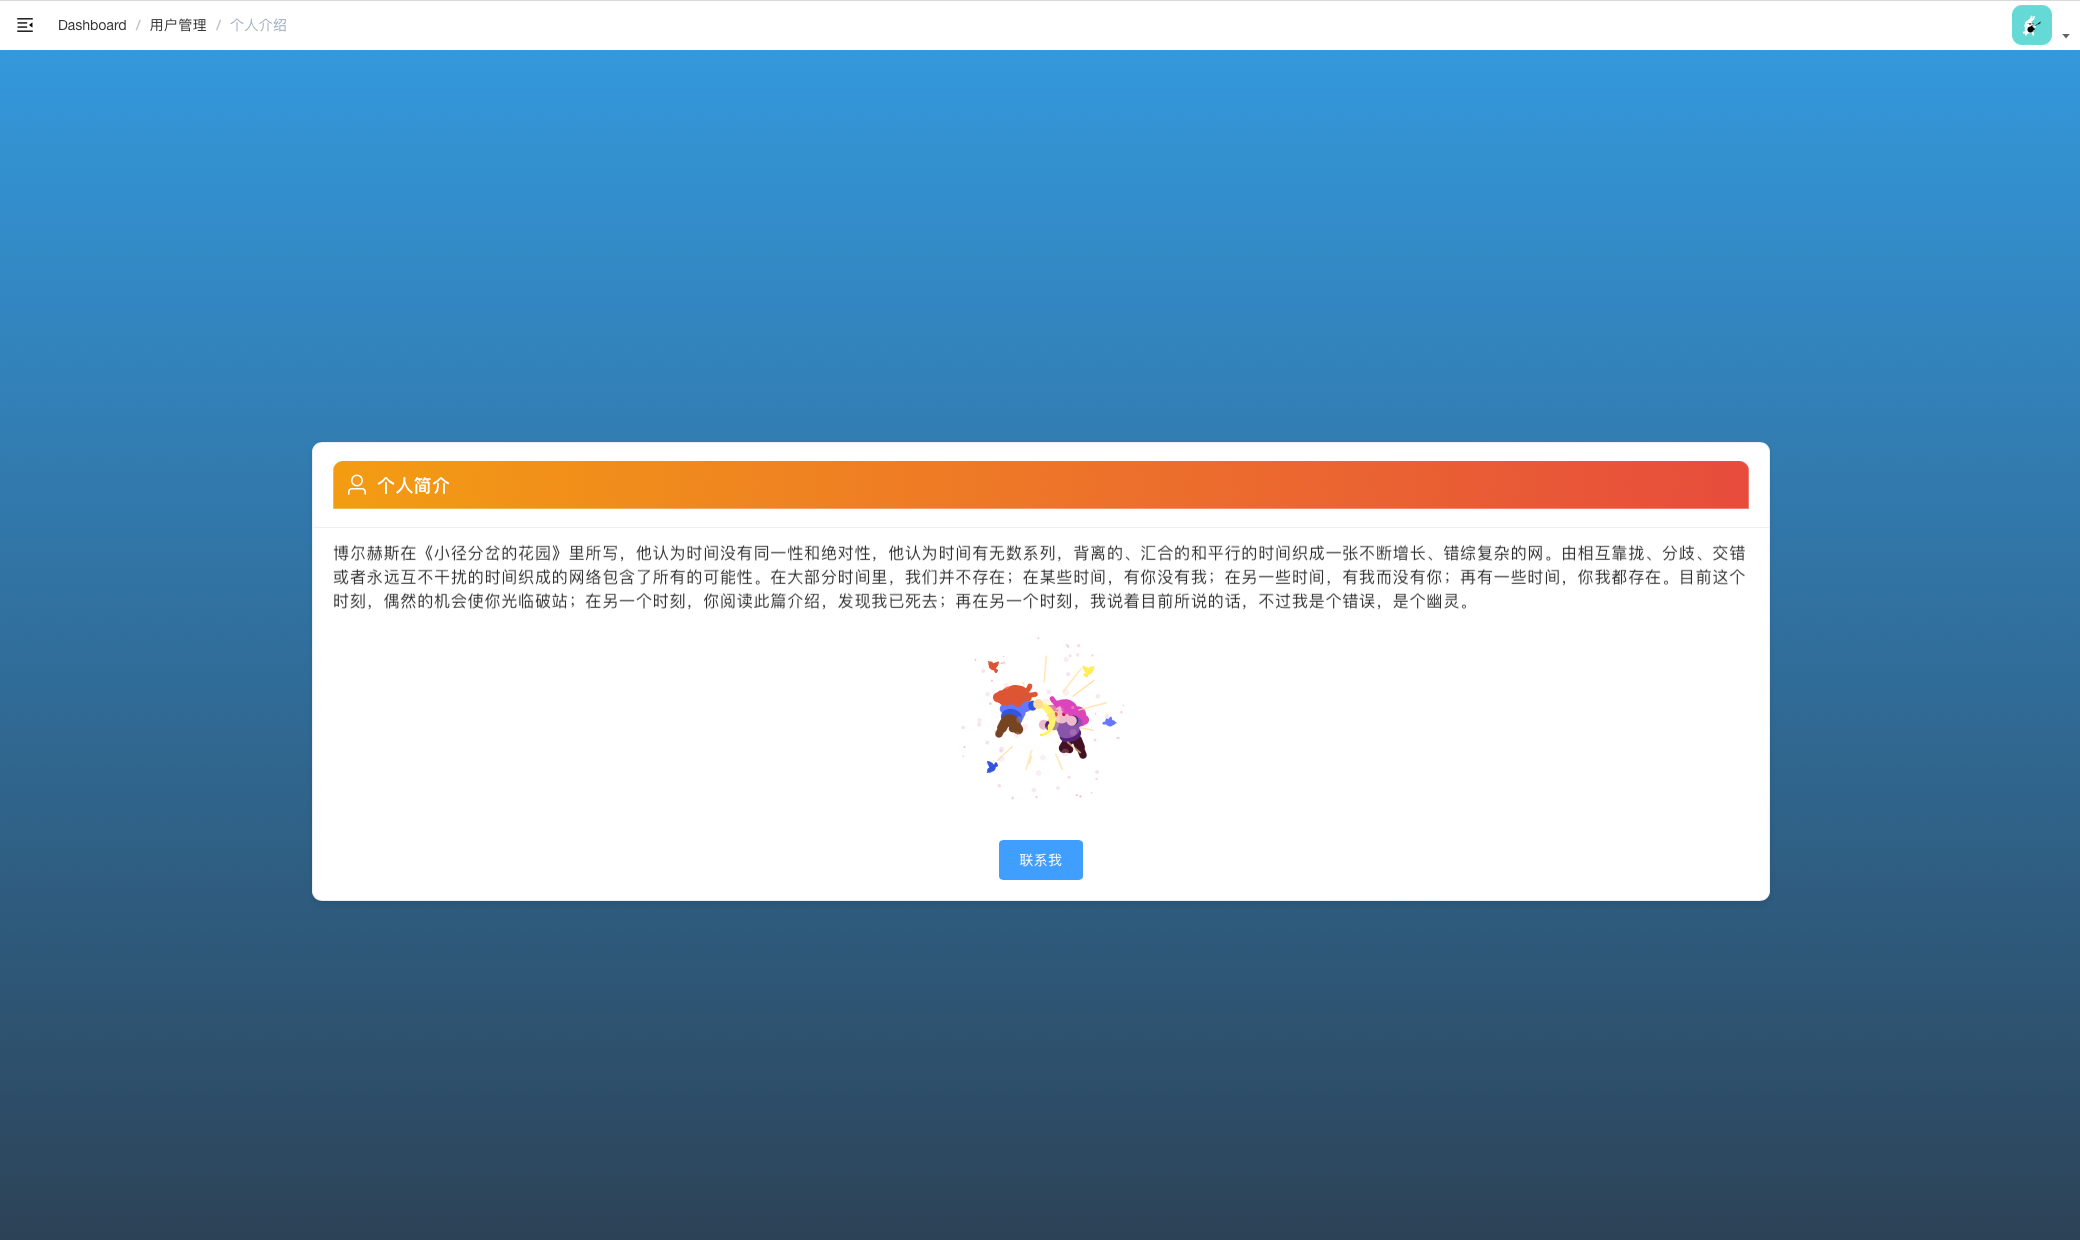 Dashboard / 用户管理 / 个人介绍
个人简介
博尔赫斯在《小径分岔的花园》里所写，他认为时间没有同一性和绝对性，他认为时间有无数系列，背离的、汇合的和平行的时间织成一张不断增长、错综复杂的网。由相互靠拢、分歧、交错
或者永远互不干扰的时间织成的网络包含了所有的可能性。在大部分时间里，我们并不存在；在某些时间，有你没有我；在另一些时间，有我而没有你；再有一些时间，你我都存在。目前这个
时刻，偶然的机会使你光临破站；在另一个时刻，你阅读此篇介绍，发现我已死去；再在另一个时刻，我说着目前所说的话，不过我是个错误，是个幽灵。
联系我